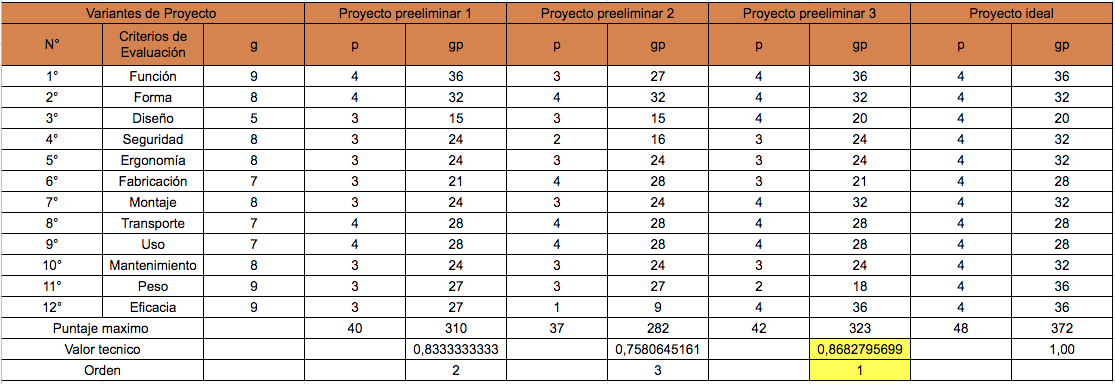 Variantes de Proyecto Proyecto preeliminar 1 Proyecto preeliminar 2 Proyecto preeliminar 3 Proyecto ideal
N° Criterios de Evaluación g p gp p gp p gp p gp
1° Función 9 4 36 3 27 4 36 4 36
2° Forma 8 4 32 4 32 4 32 4 32
3° Diseño 5 3 15 3 15 4 20 4 20
4° Seguridad 8 3 24 2 16 3 24 4 32
5° Ergonomía 8 3 24 3 24 3 24 4 32
6° Fabricación 7 3 21 4 28 3 21 4 28
7° Montaje 8 3 24 3 24 4 32 4 32
8° Transporte 7 4 28 4 28 4 28 4 28
9° Uso 7 4 28 4 28 4 28 4 28
10° Mantenimiento 8 3 24 3 24 3 24 4 32
11° Peso 9 3 27 3 27 2 18 4 36
12° Eficacia 9 3 27 1 9 4 36 4 36
Puntaje maximo 40 310 37 282 42 323 48 372
Valor tecnico 0,8333333333 0,7580645161 0,8682795699 1,00
Orden 2 3 1